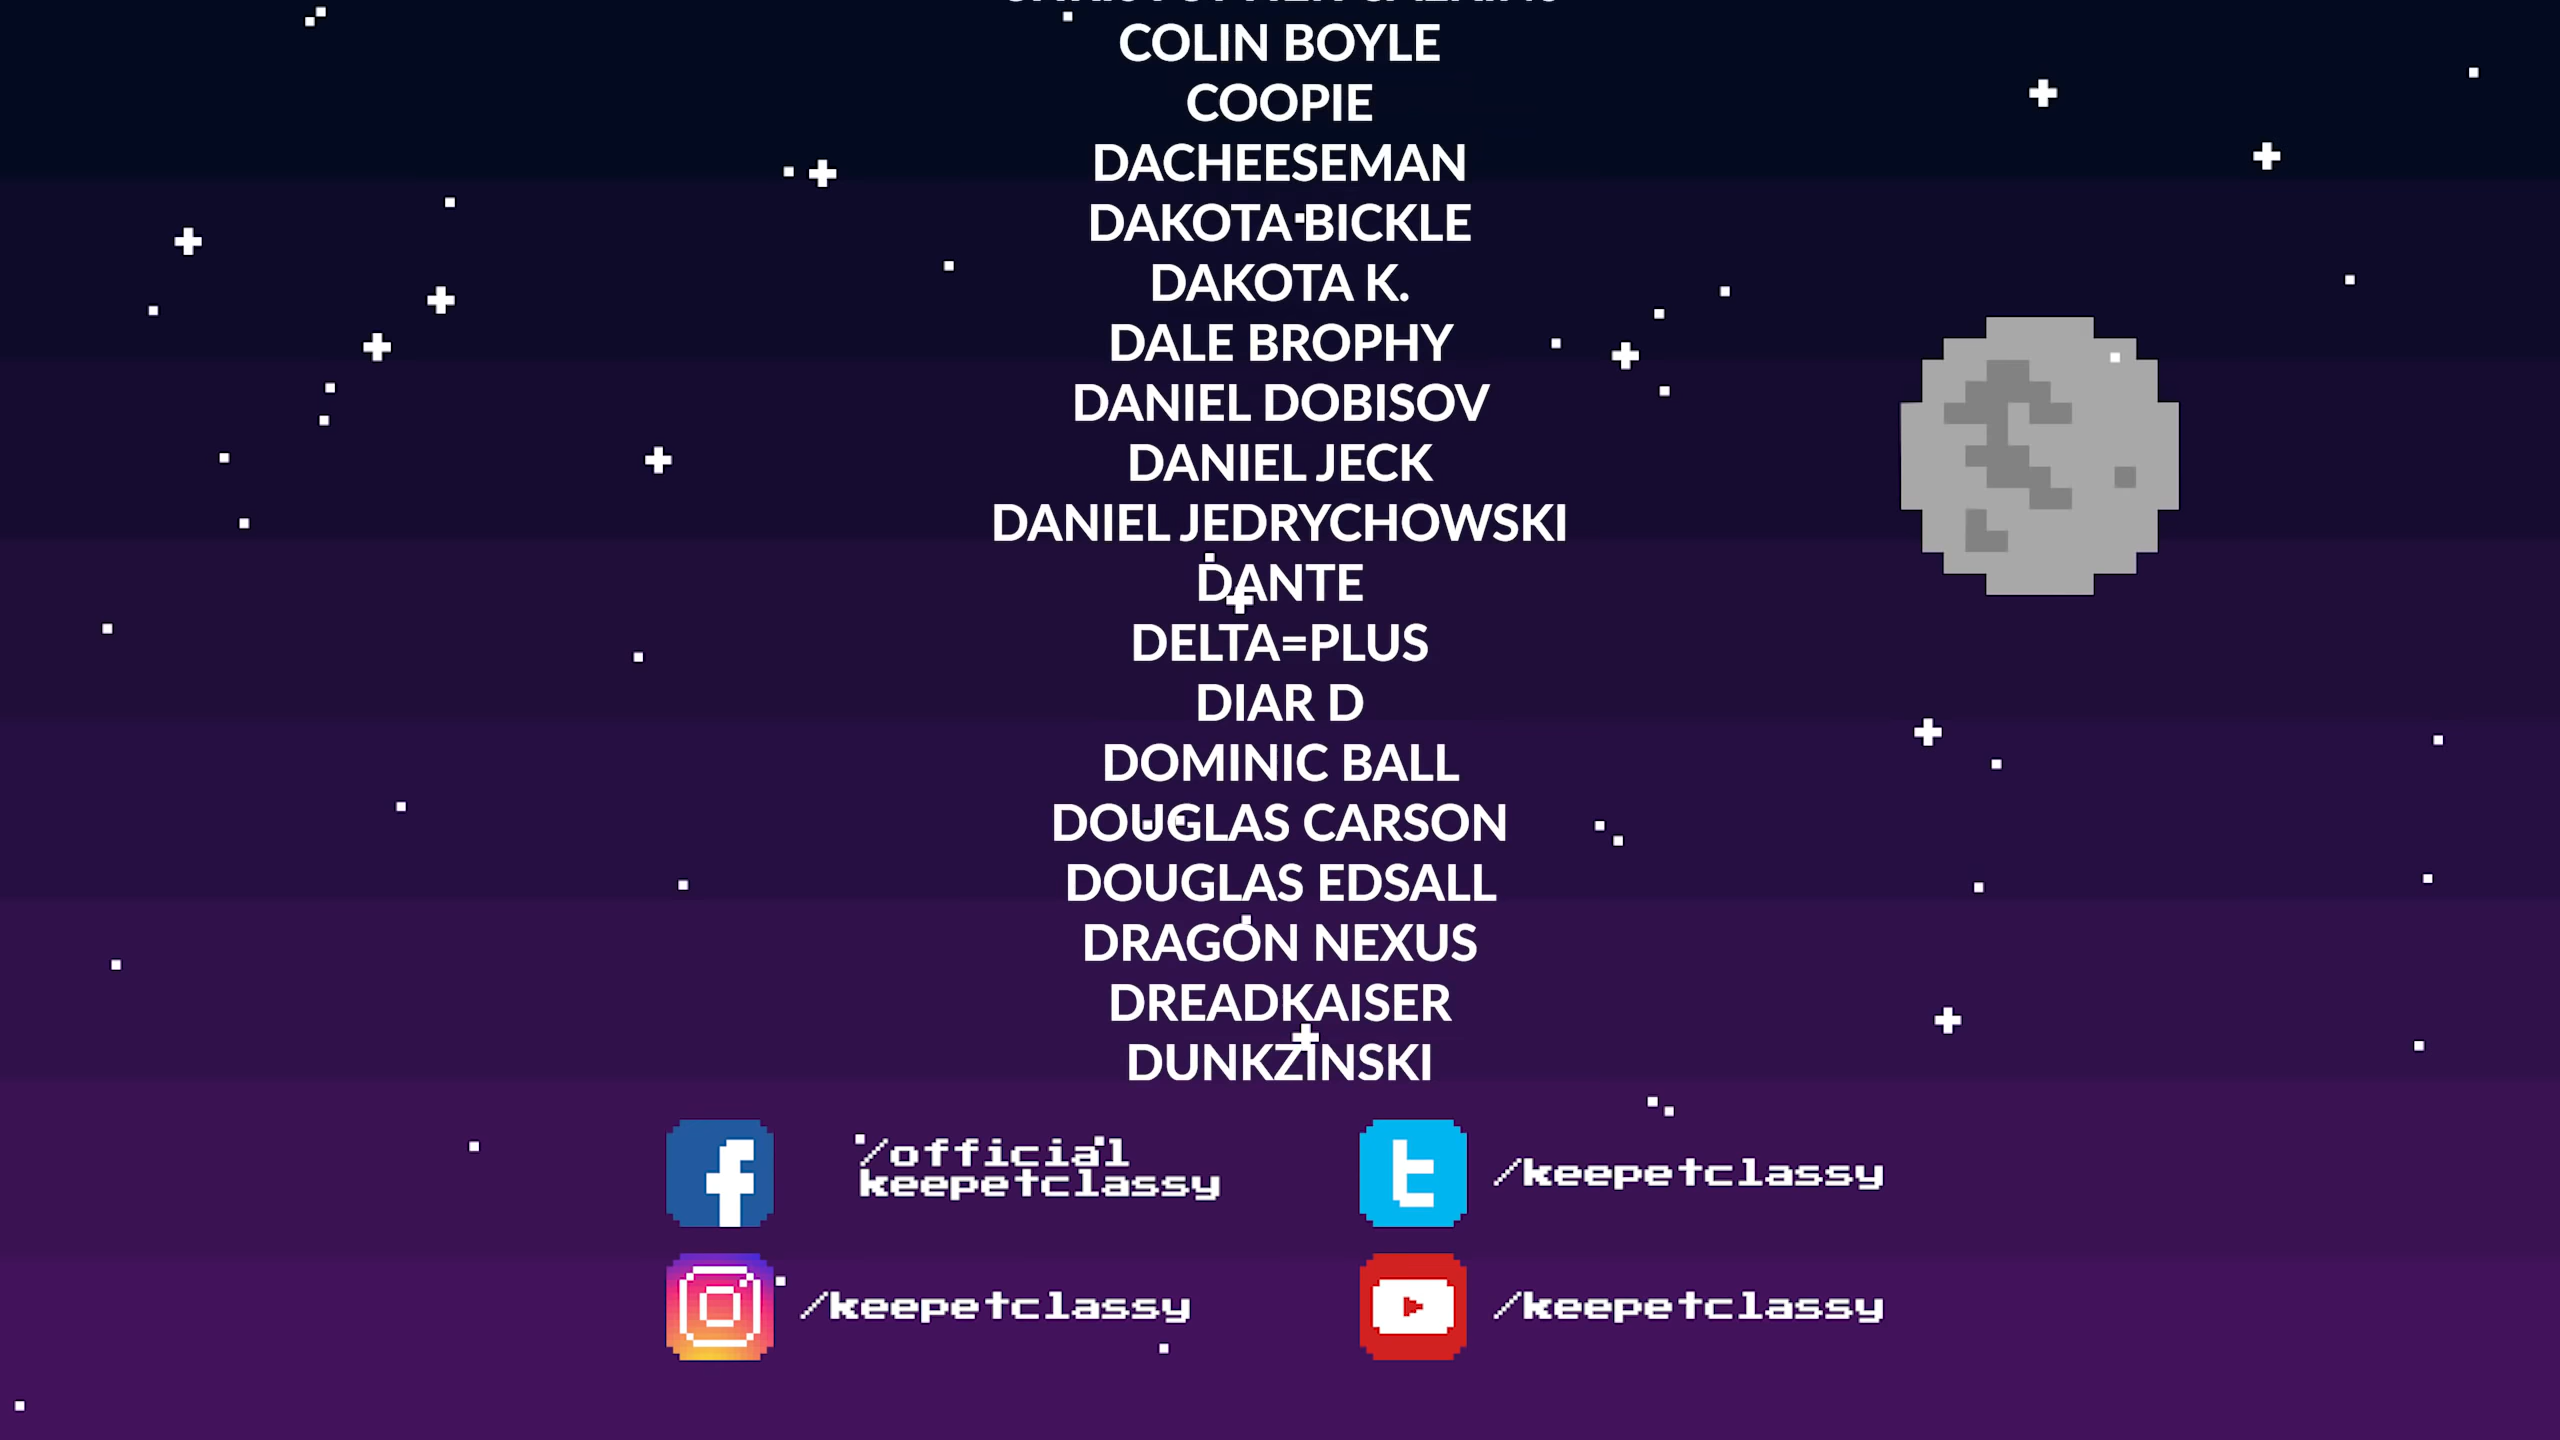 COLIN BOYLE
COOPIE
DACHEESEMAN
DAKOTA BICKLE
DAKOTA K.
DALE BROPHY
DANIEL DOBISOV
DANIEL JECK
DANIEL JEDRYCHOWSKI
DANTE
DELTA=PLUS
DIAR D
DOMINIC BALL
DOUGLAS CARSON
DOUGLAS EDSALL
DRAGON NEXUS
DREADKAISER
DUNKZINSKI
/official
keepetclassy
/keepetclassy
/keepetclassy
/keepetclassy